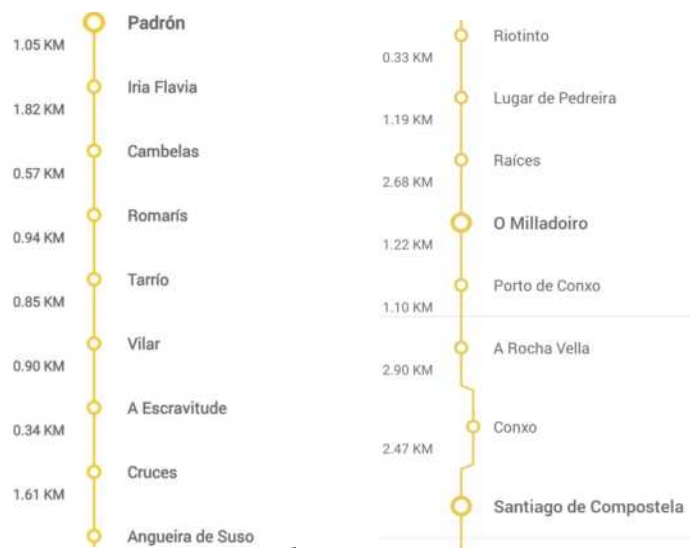 Padrón
1.05 KM
Iria Flavia
1.82 KM
Cambelas
0.57 KM
Romarís
0.94 KM
Tarrío
0.85 KM
Vilar
0.90 KM
A Escravitude
0.34 KM
Cruces
1.61 KM
Angueira de Suso
Riotinto
0.33 KM
Lugar de Pedreira
1.19 KM
Raíces
2.68 KM
O Milladoiro
1.22 KM
Porto de Conxo
1.10 KM
A Rocha Vella
2.90 KM
Conxo
2.47 KM
Santiago de Compostela